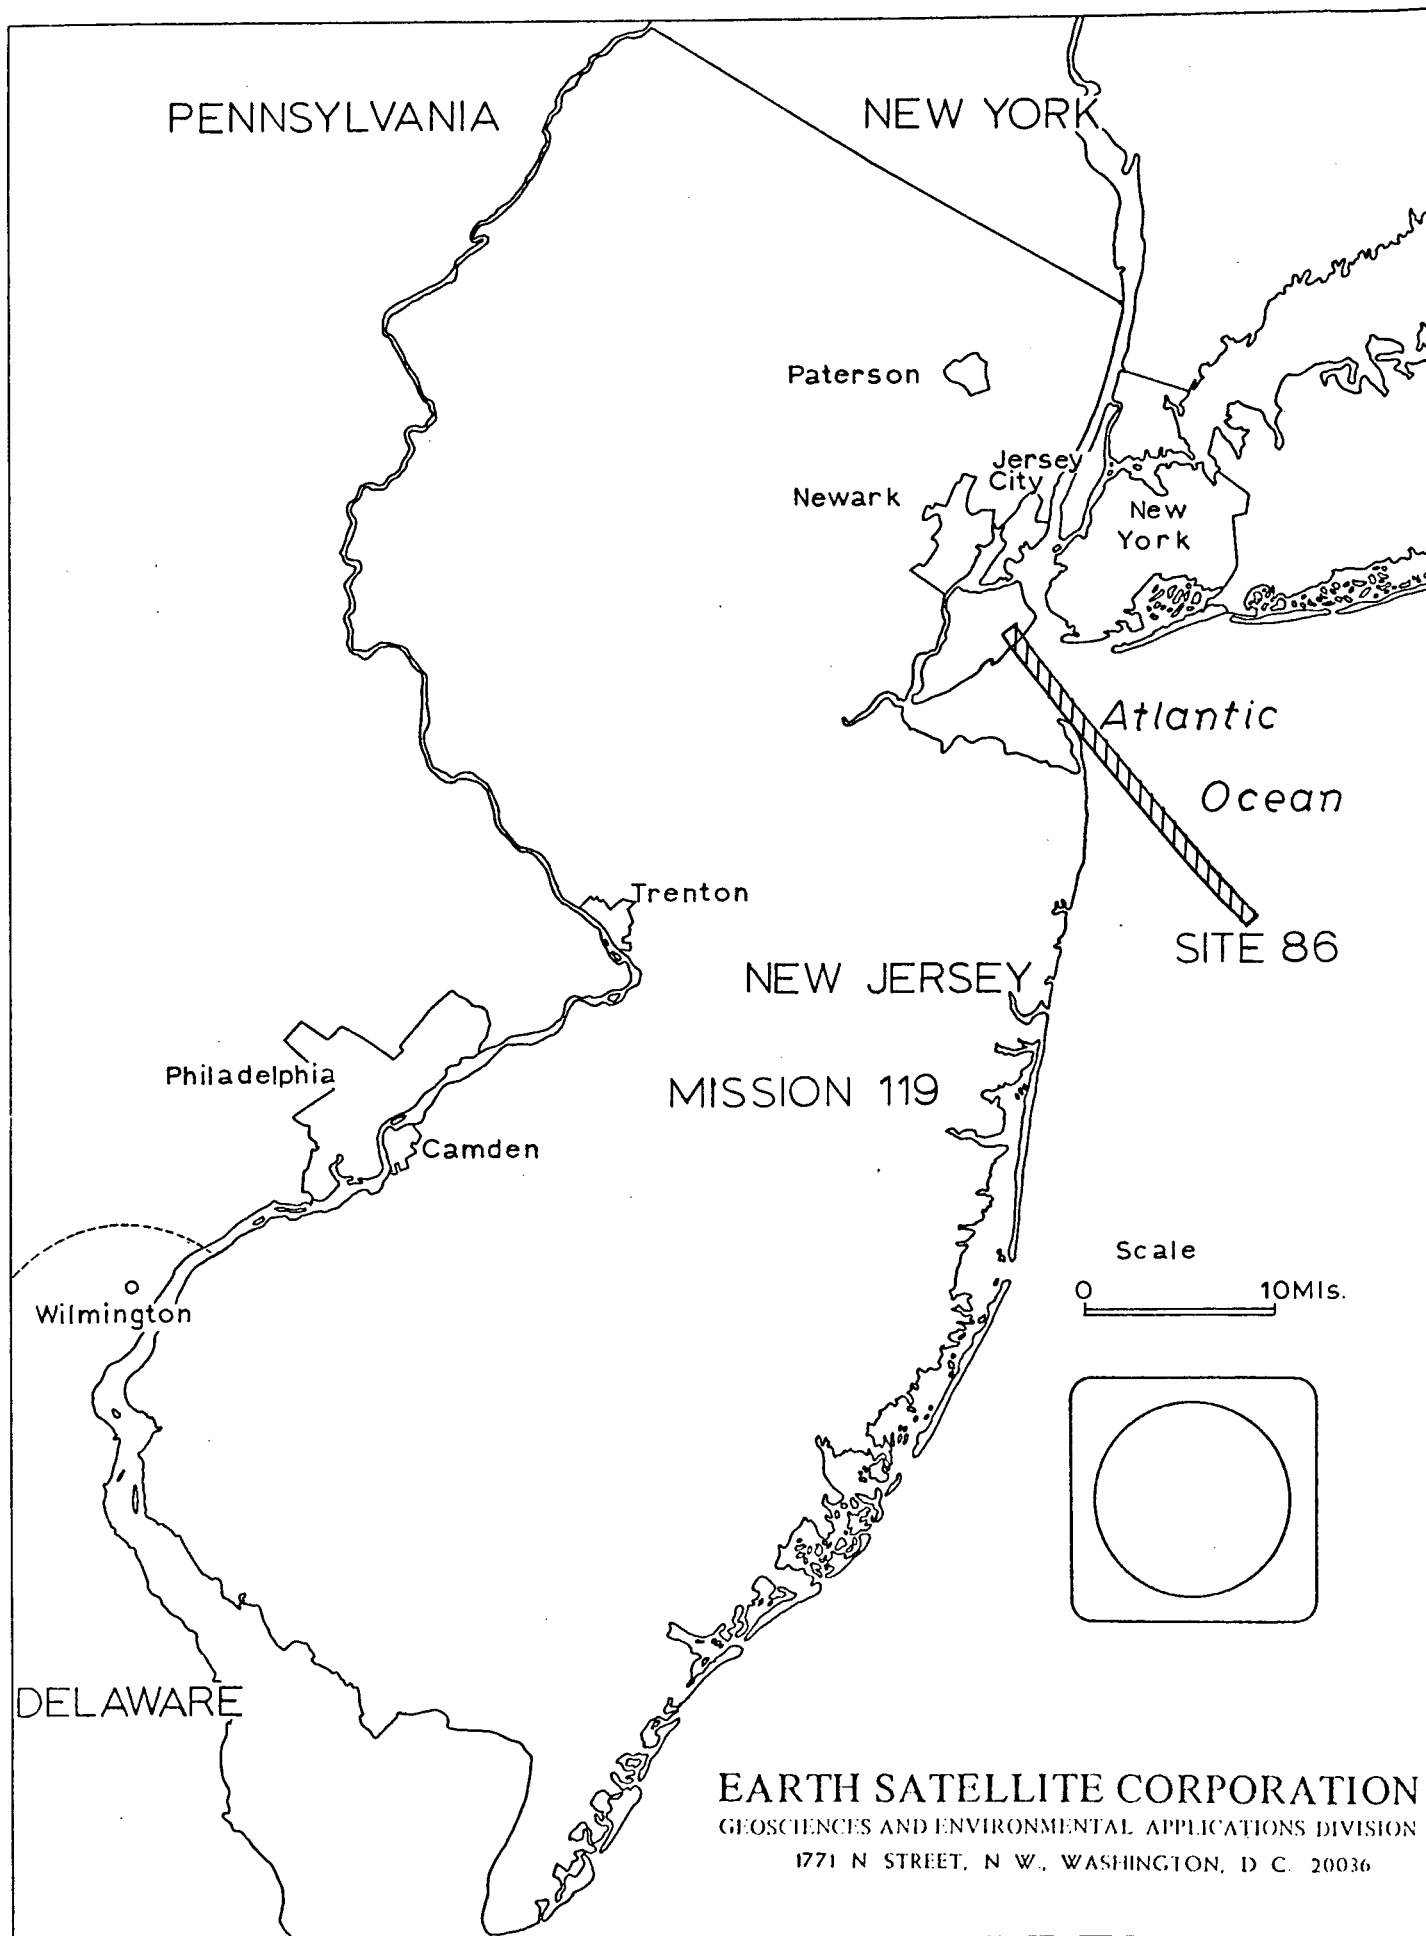 PENNSYLVANIA
NEW YORK
Paterson
Jersey
City
Newark
New
York
Atlantic
Ocean
Trenton
SITE 86
NEW JERSEY
Philadelphia
MISSION 119
Camden
Scale
0 10MIs.
Wilmington
DELAWARE
EARTH SATELLITE CORPORATION
GEOSCIENCES AND ENVIRONMENTAL APPLICATIONS DIVISION
1771 N STREET, N W., WASHINGTON, D C. 20036